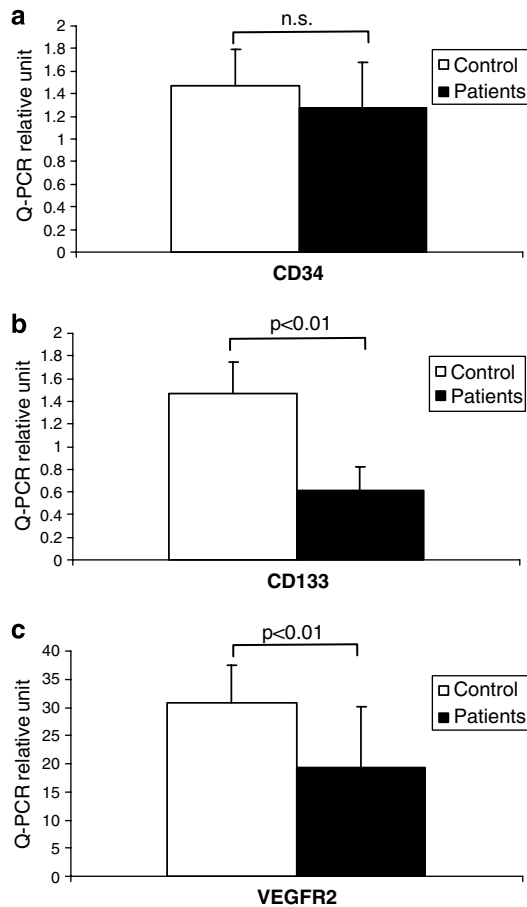 a
n.s.
Q-PCR relative unit
2
1.8
1.6
1.4
1.2
1
0.8
0.6
0.4
0.2
0
Control
Patients
CD34
b
p<0.01
Q-PCR relative unit
2
1.8
1.6
1.4
1.2
1
0.8
0.6
0.4
0.2
0
Control
Patients
CD133
c
p<0.01
Q-PCR relative unit
40
35
30
25
20
15
10
5
0
Control
Patients
VEGFR2